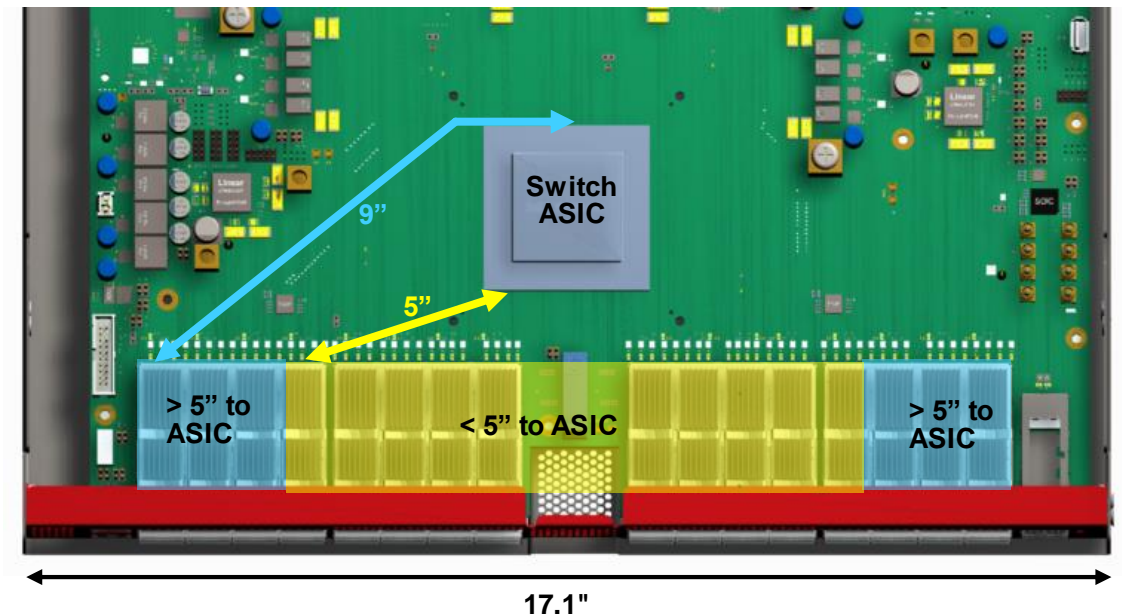 Linear
Linear
Switch
ASIC
9”
SOIC
5”
> 5” to
ASIC
< 5” to ASIC
> 5” to
ASIC
17.1"